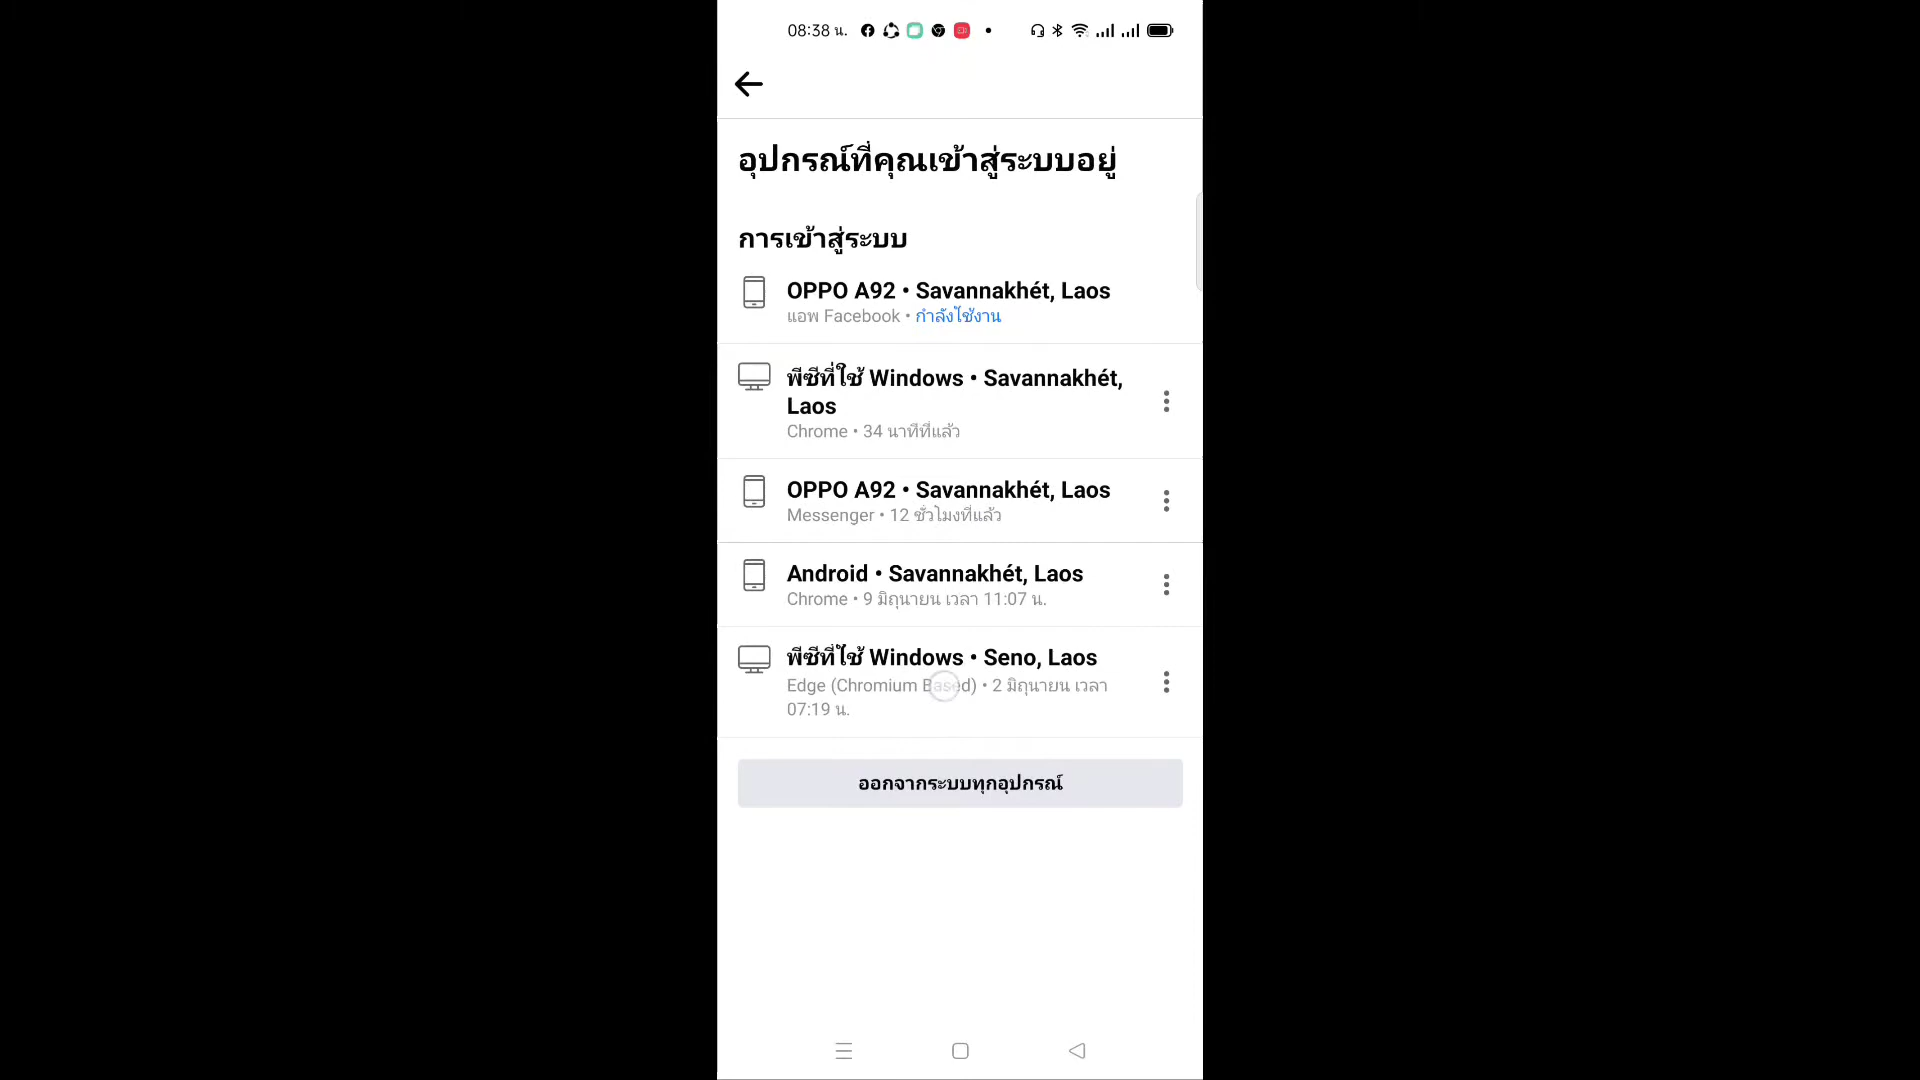 08:38 น.
อุปกรณ์ที่คุณเข้าสู่ระบบอยู่
การเข้าสู่ระบบ
OPPO A92 • Savannakhét, Laos
แอพ Facebook • กำลังใช้งาน
พีซีที่ใช้ Windows • Savannakhét,
Laos
Chrome • 34 นาทีที่แล้ว
OPPO A92 • Savannakhét, Laos
Messenger • 12 ชั่วโมงที่แล้ว
Android • Savannakhét, Laos
Chrome • 9 มิถุนายน เวลา 11:07 น.
พีซีที่ใช้ Windows • Seno, Laos
Edge (Chromium Based) • 2 มิถุนายน เวลา
07:19 น.
ออกจากระบบทุกอุปกรณ์